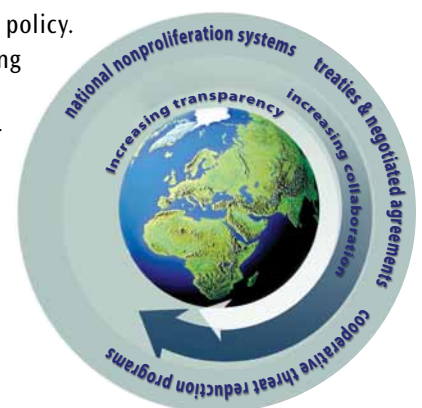 policy.
ng
national nonproliferation systems
treaties & negotiated agreements
cooperative threat reduction programs
increasing transparency
increasing collaboration